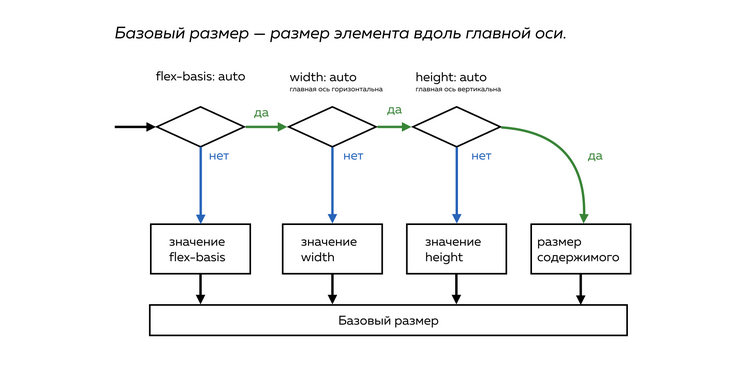 Базовый размер — размер элемента вдоль главной оси.
flex-basis: auto
width: auto
главная ось горизонтальна
height: auto
главная ось вертикальна
да
да
да
нет
нет
нет
значение
flex-basis
значение
width
значение
height
размер
содержимого
Базовый размер